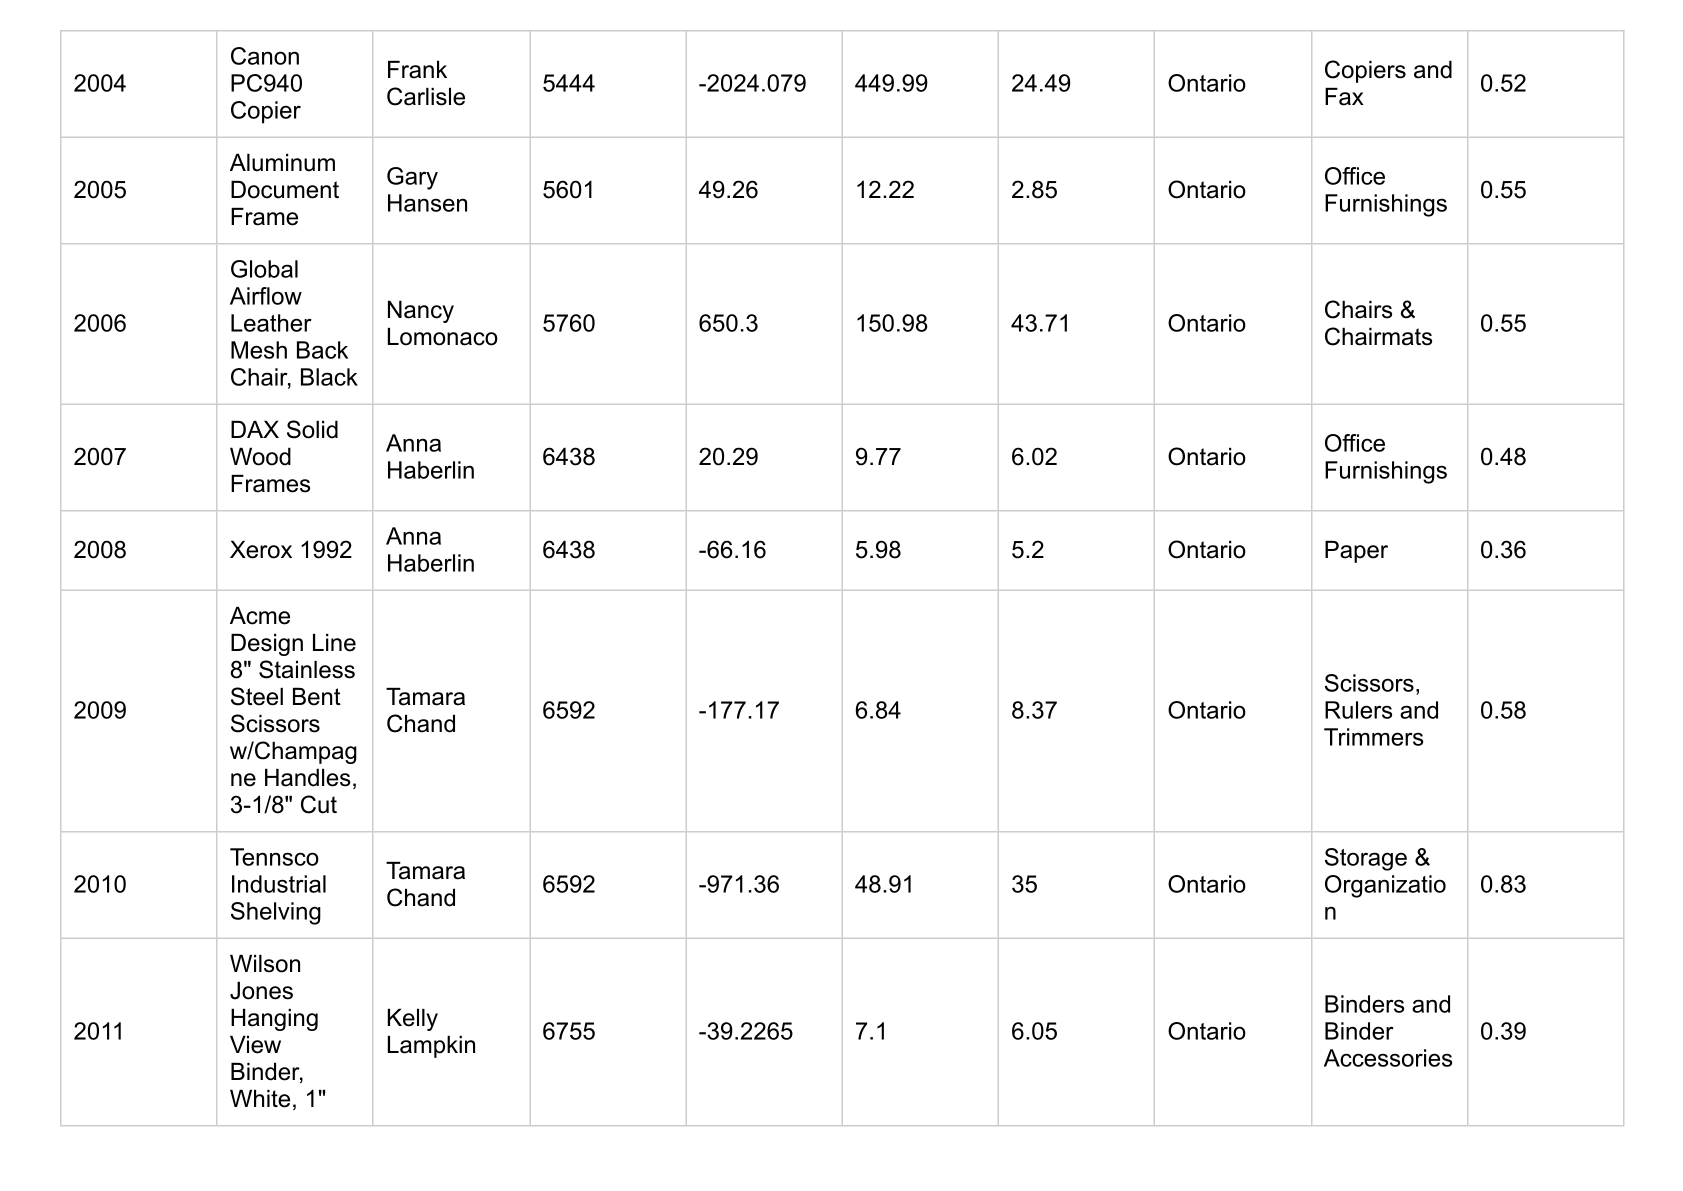 2004
Canon
PC940
Copier
Frank
Carlisle
5444
-2024.079
449.99
24.49
Ontario
Copiers and
Fax
0.52
2005
Aluminum
Document
Frame
Gary
Hansen
5601
49.26
12.22
2.85
Ontario
Office
Furnishings
0.55
2006
Global
Airflow
Leather
Mesh Back
Chair, Black
Nancy
Lomonaco
5760
650.3
150.98
43.71
Ontario
Chairs &
Chairmats
0.55
2007
DAX Solid
Wood
Frames
Anna
Haberlin
6438
20.29
9.77
6.02
Ontario
Office
Furnishings
0.48
2008
Xerox 1992
Anna
Haberlin
6438
-66.16
5.98
5.2
Ontario
Paper
0.36
2009
Acme
Design Line
8" Stainless
Steel Bent
Scissors
w/Champag
ne Handles,
3-1/8" Cut
Tamara
Chand
6592
-177.17
6.84
8.37
Ontario
Scissors,
Rulers and
Trimmers
0.58
2010
Tennsco
Industrial
Shelving
Tamara
Chand
6592
-971.36
48.91
35
Ontario
Storage &
Organizatio
n
0.83
2011
Wilson
Jones
Hanging
View
Binder,
White, 1"
Kelly
Lampkin
6755
-39.2265
7.1
6.05
Ontario
Binders and
Binder
Accessories
0.39